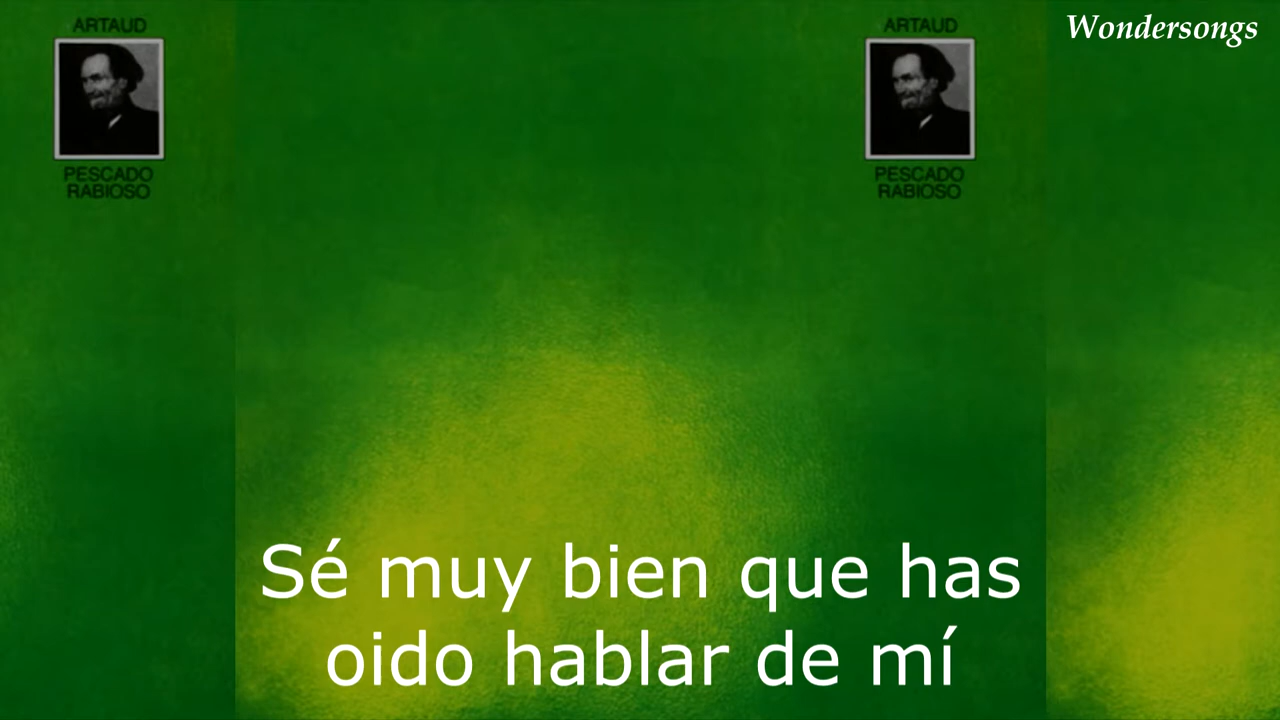 ARTAUD
PESCADO
RABIOSO
ARTAUD
PESCADO
RABIOSO
Wondersongs
Sé muy bien que has
oido hablar de mí